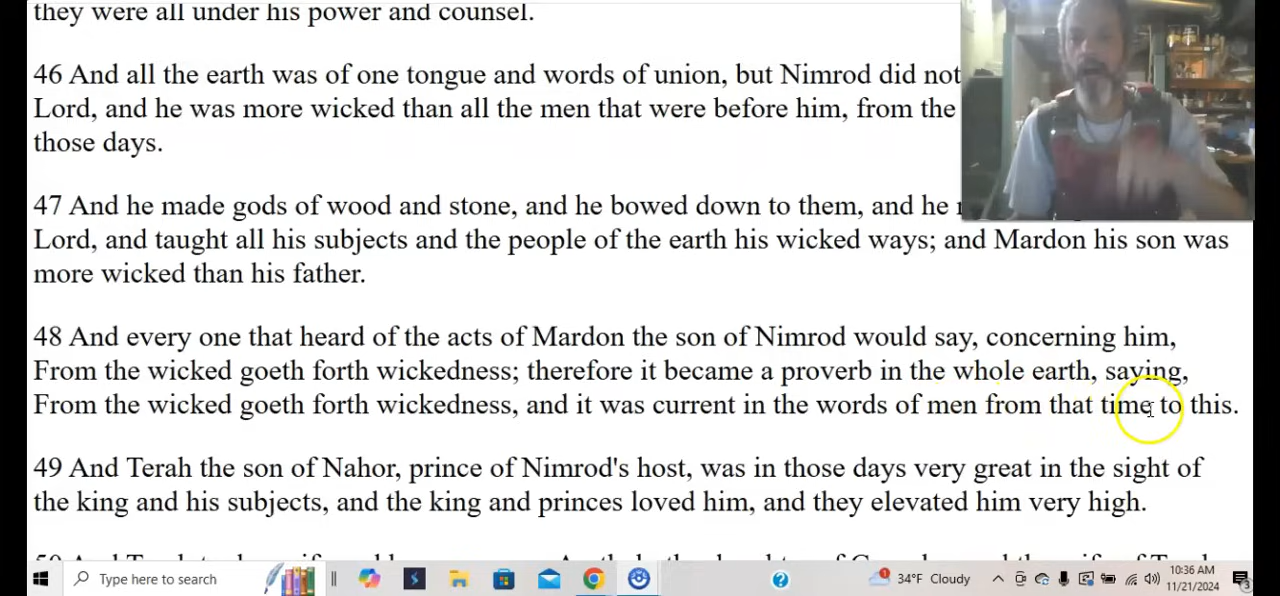 they were all under his power and counsel.
46 And all the earth was of one tongue and words of union, but Nimrod did not
Lord, and he was more wicked than all the men that were before him, from the
those days.
47 And he made gods of wood and stone, and he bowed down to them, and he
Lord, and taught all his subjects and the people of the earth his wicked ways; and Mardon his son was
more wicked than his father.
48 And every one that heard of the acts of Mardon the son of Nimrod would say, concerning him,
From the wicked goeth forth wickedness; therefore it became a proverb in the whole earth, saying,
From the wicked goeth forth wickedness, and it was current in the words of men from that time to this.
49 And Terah the son of Nahor, prince of Nimrod's host, was in those days very great in the sight of
the king and his subjects, and the king and princes loved him, and they elevated him very high.
Type here to search
34°F Cloudy
10:36 AM
11/21/2024